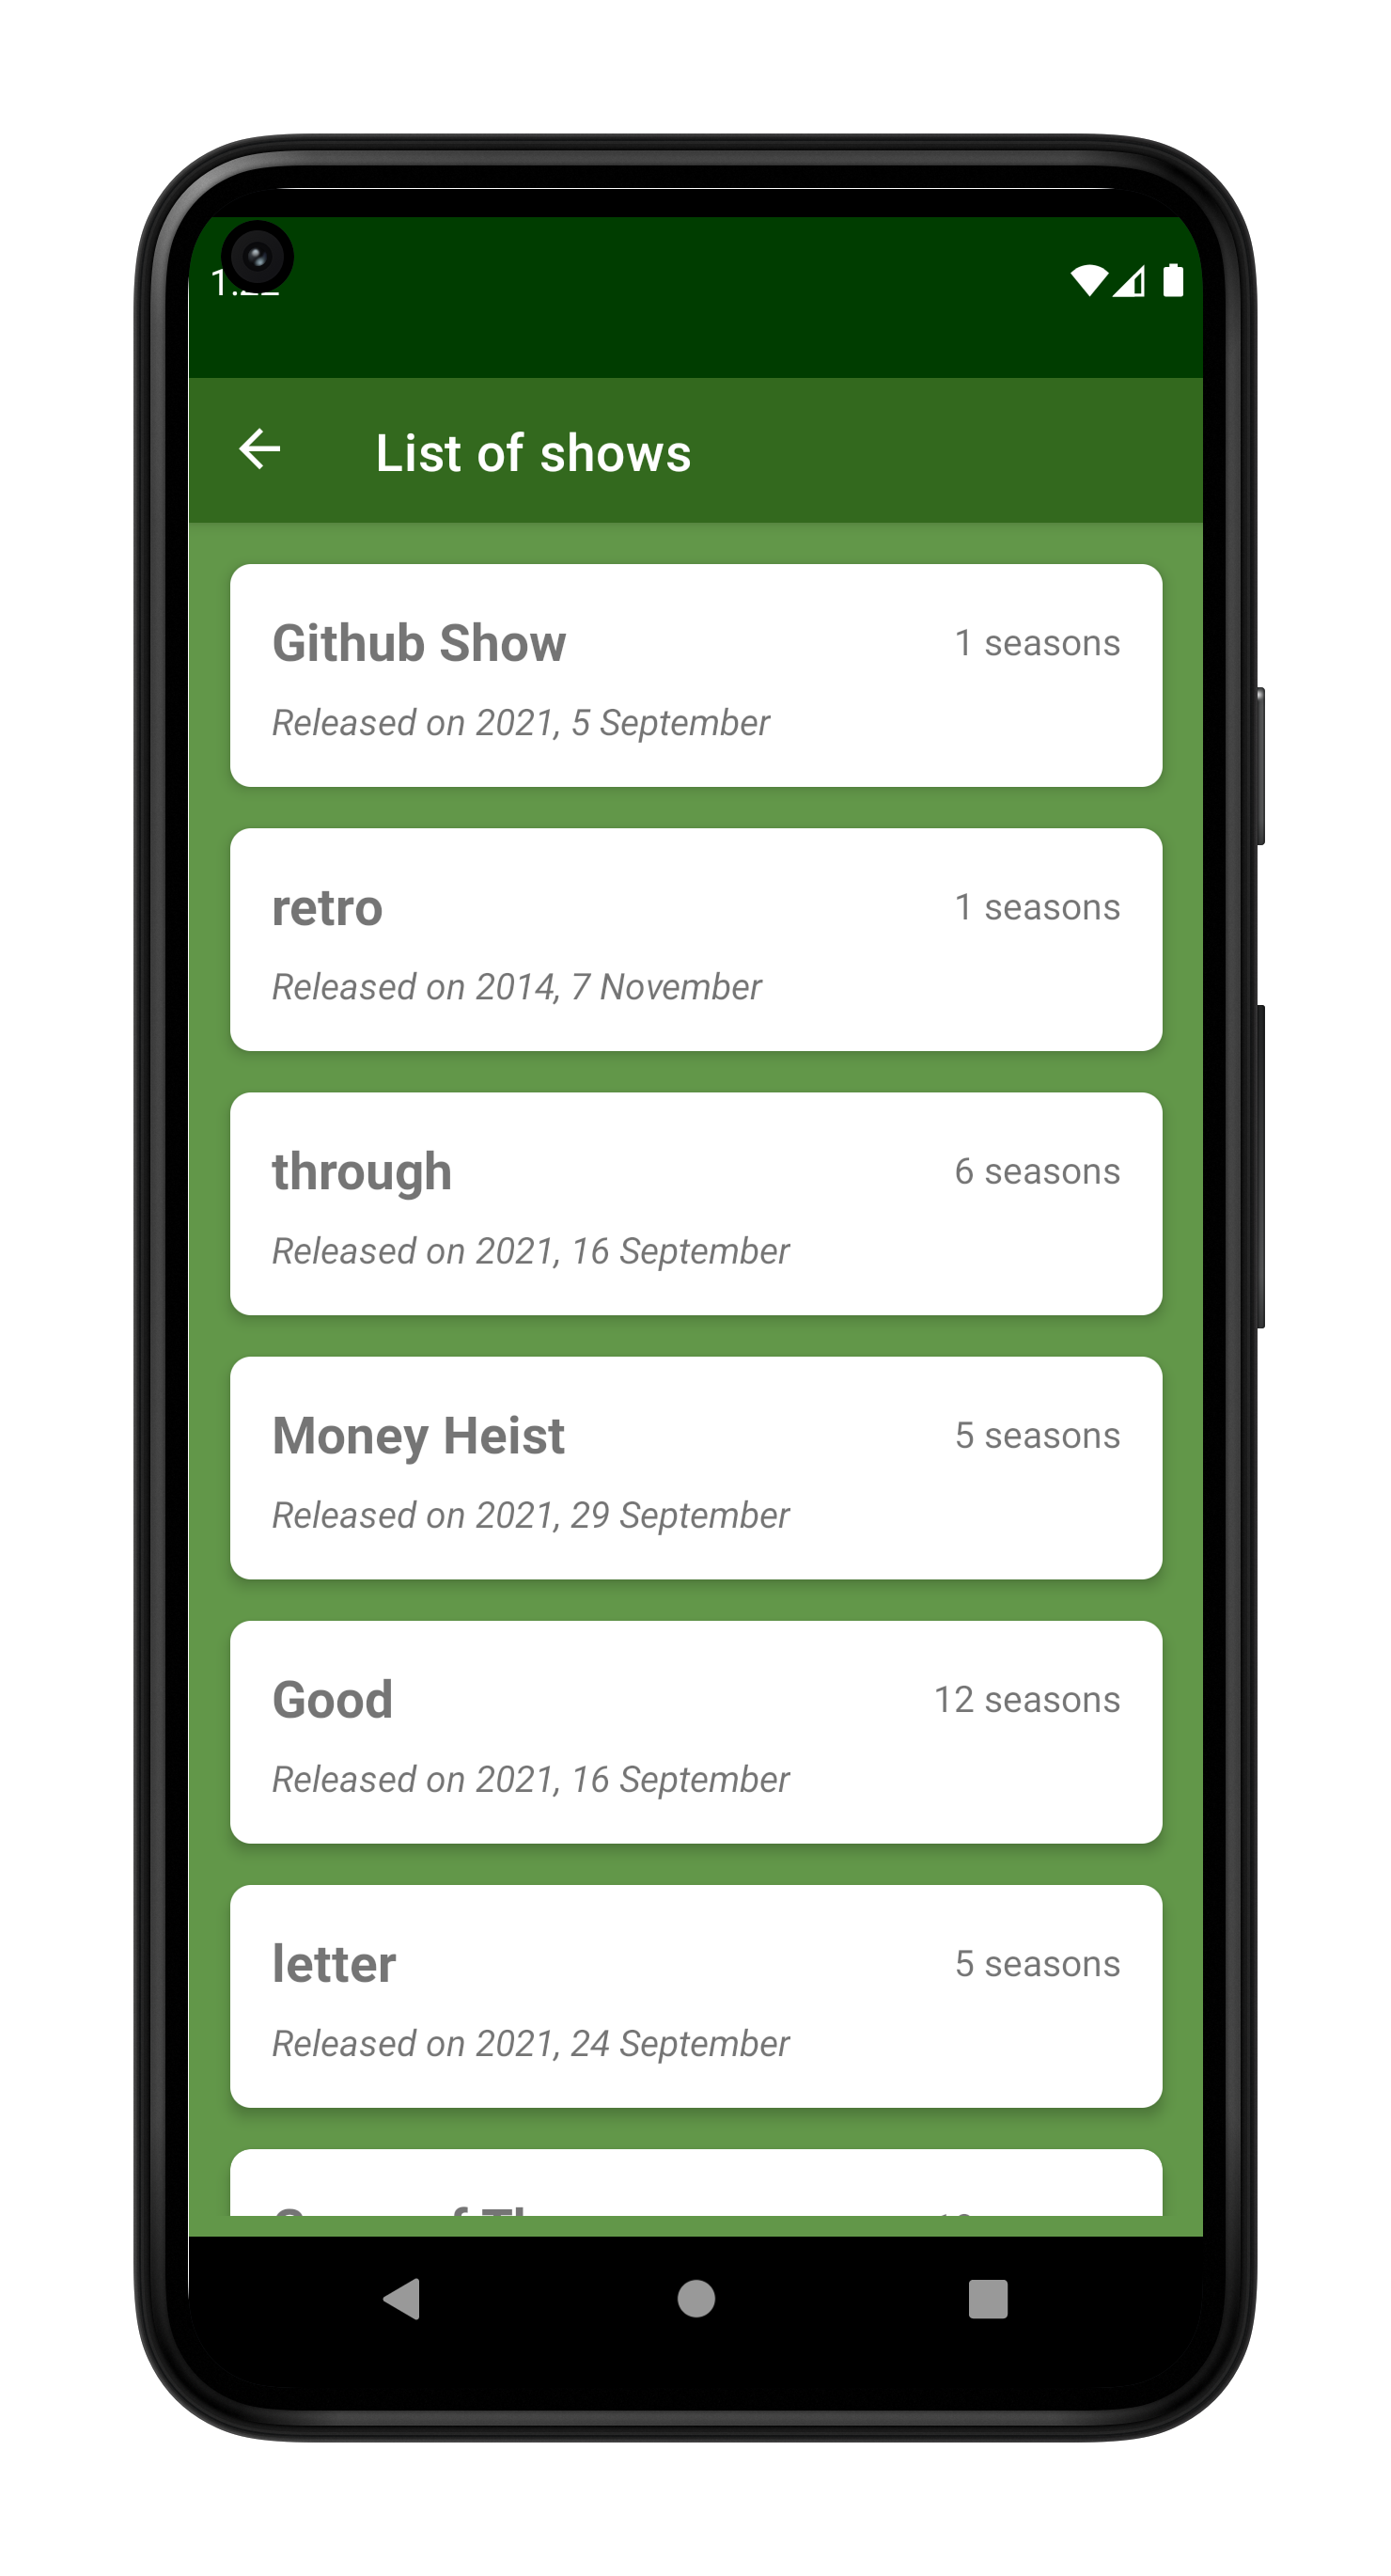 List of shows
Github Show
1 seasons
Released on 2021, 5 September
retro
1 seasons
Released on 2014, 7 November
through
6 seasons
Released on 2021, 16 September
Money Heist
5 seasons
Released on 2021, 29 September
Good
12 seasons
Released on 2021, 16 September
letter
5 seasons
Released on 2021, 24 September